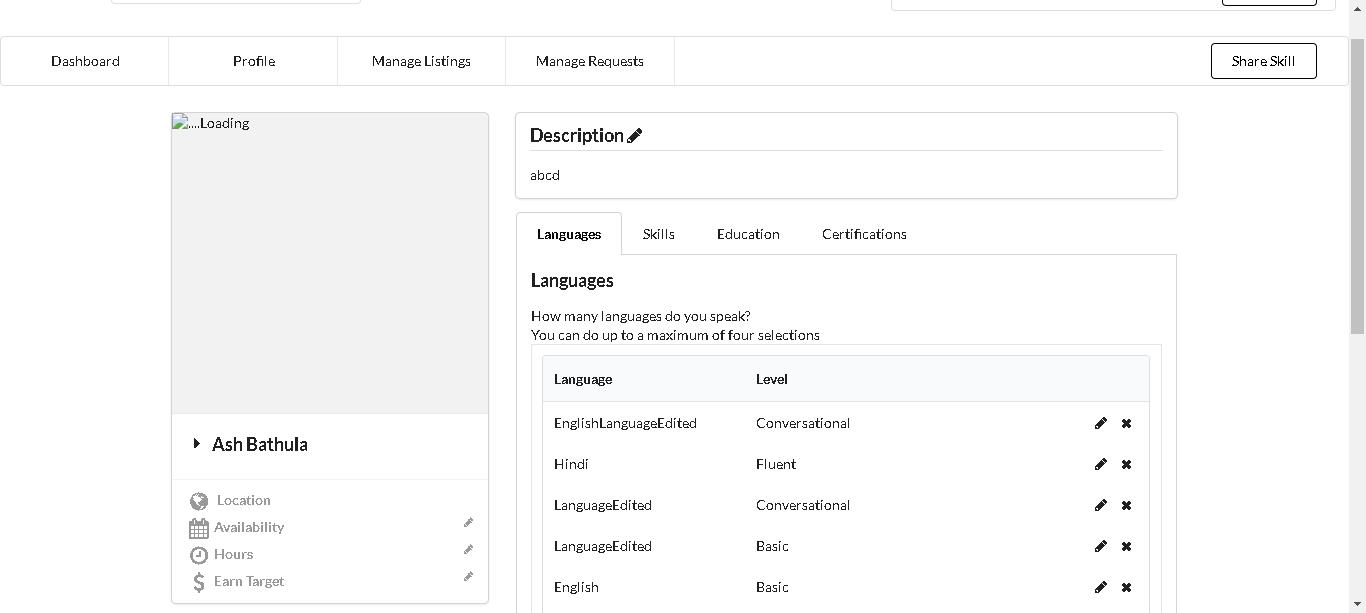 Dashboard
Profile
Manage Listings
Manage Requests
Share Skill
....Loading
Ash Bathula
Location
Availability
Hours
Earn Target
Description
abcd
Languages
Skills
Education
Certifications
Languages
How many languages do you speak?
You can do up to a maximum of four selections
Language Level
EnglishLanguageEdited Conversational
Hindi Fluent
LanguageEdited Conversational
LanguageEdited Basic
English Basic